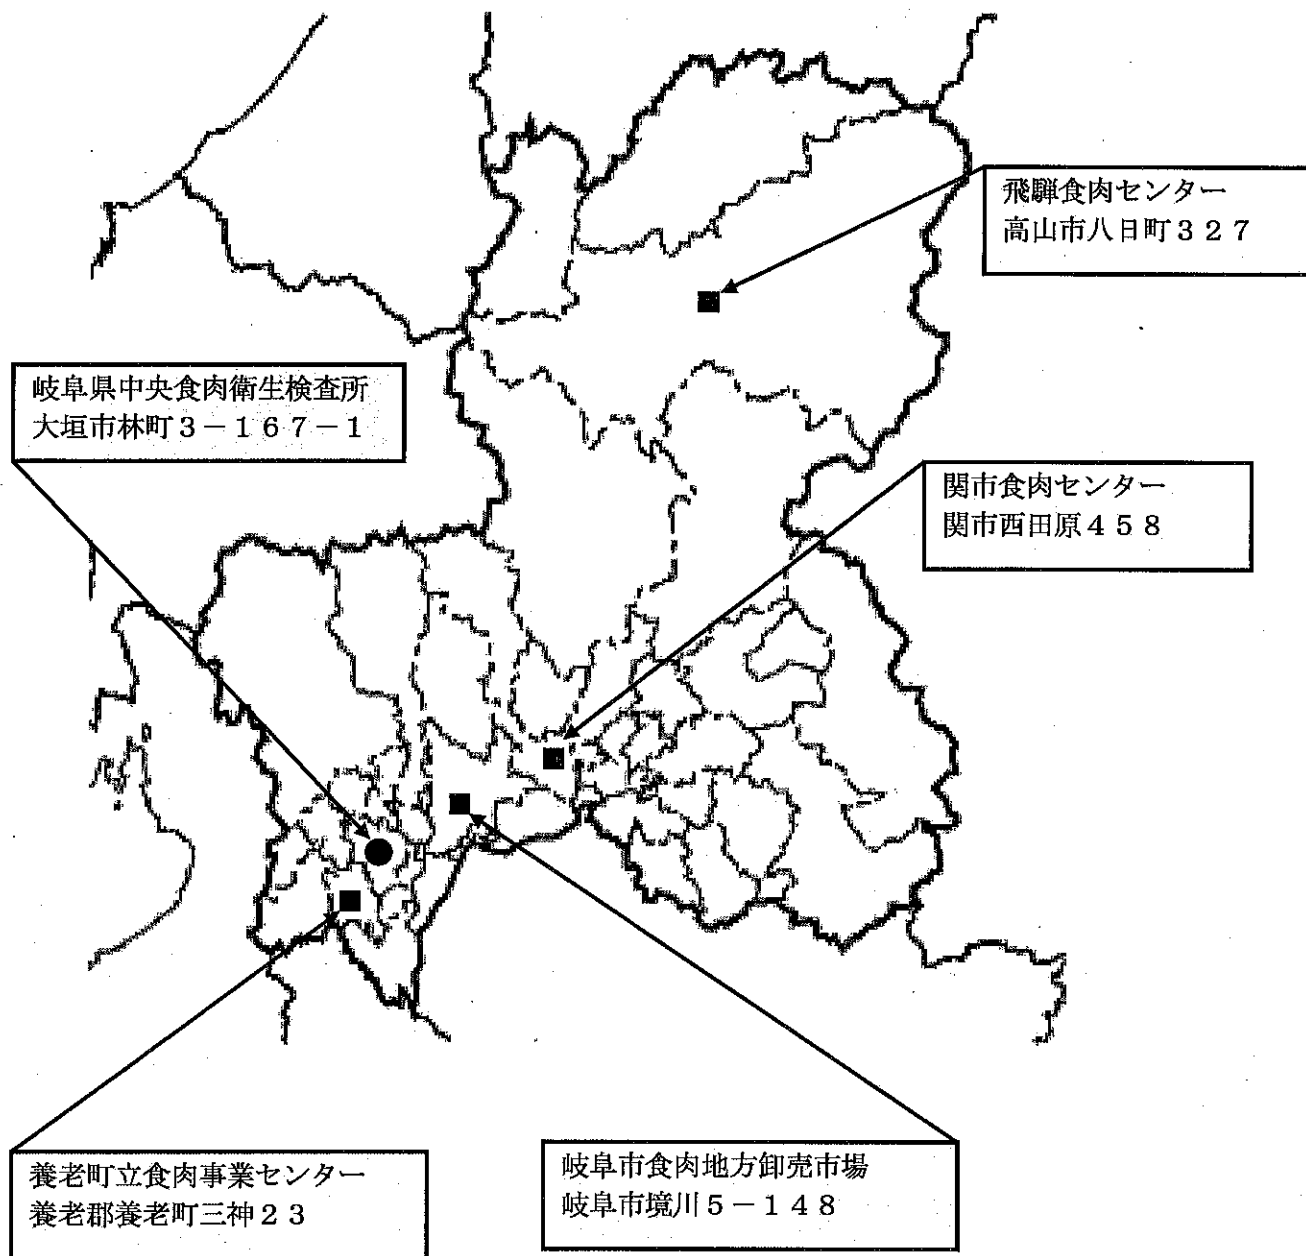 飛騨食肉センター
高山市八日町３２７
岐阜県中央食肉衛生検査所
大垣市林町３－１６７－１
関市食肉センター
関市西田原４５８
養老町立食肉事業センター
養老郡養老町三神２３
岐阜市食肉地方卸売市場
岐阜市境川５－１４８